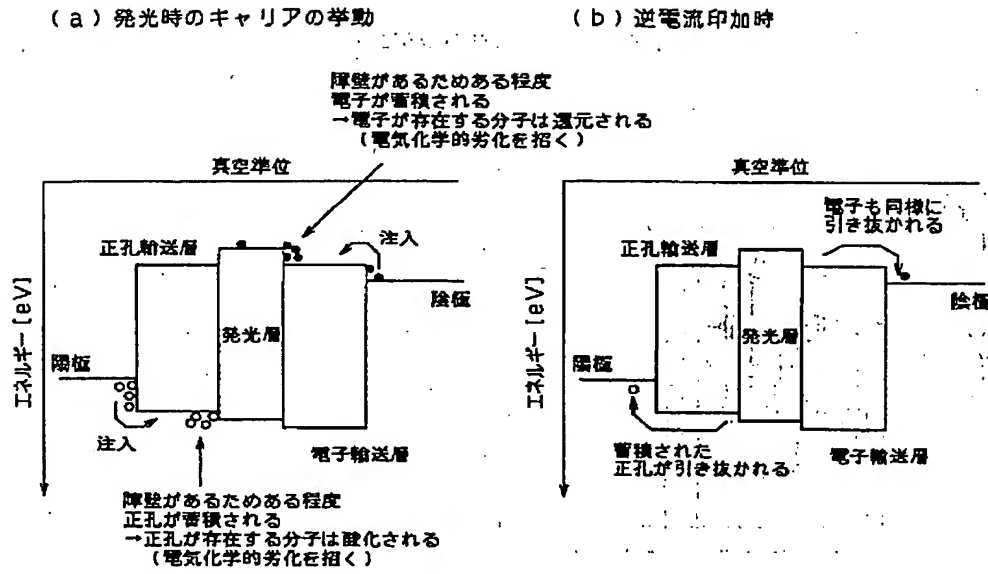 (a)発光時のキャリアの挙動
障壁があるためある程度
電子が蓄積される
→電子が存在する分子は還元される
(電気化学的劣化を招く)
真空準位
注入
正孔輸送層
陰極
エネルギー[eV]
発光層
陽極
注入
電子輸送層
障壁があるためある程度
正孔が蓄積される
→正孔が存在する分子は酸化される
(電気化学的劣化を招く)
(b)逆電流印加時
真空準位
電子も同様に
引き抜かれる
正孔輸送層
陰極
エネルギー[eV]
発光層
陽極
蓄積された
正孔が引き抜かれる
電子輸送層